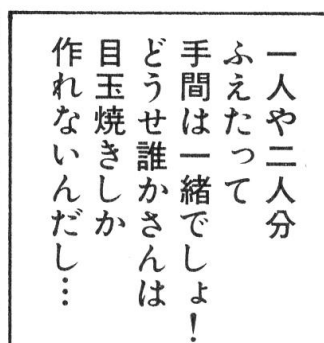 一人や二人分
ふえたって
手間は一緒でしょ!
どうせ誰かさんは
目玉焼きしか
作れないんだし…